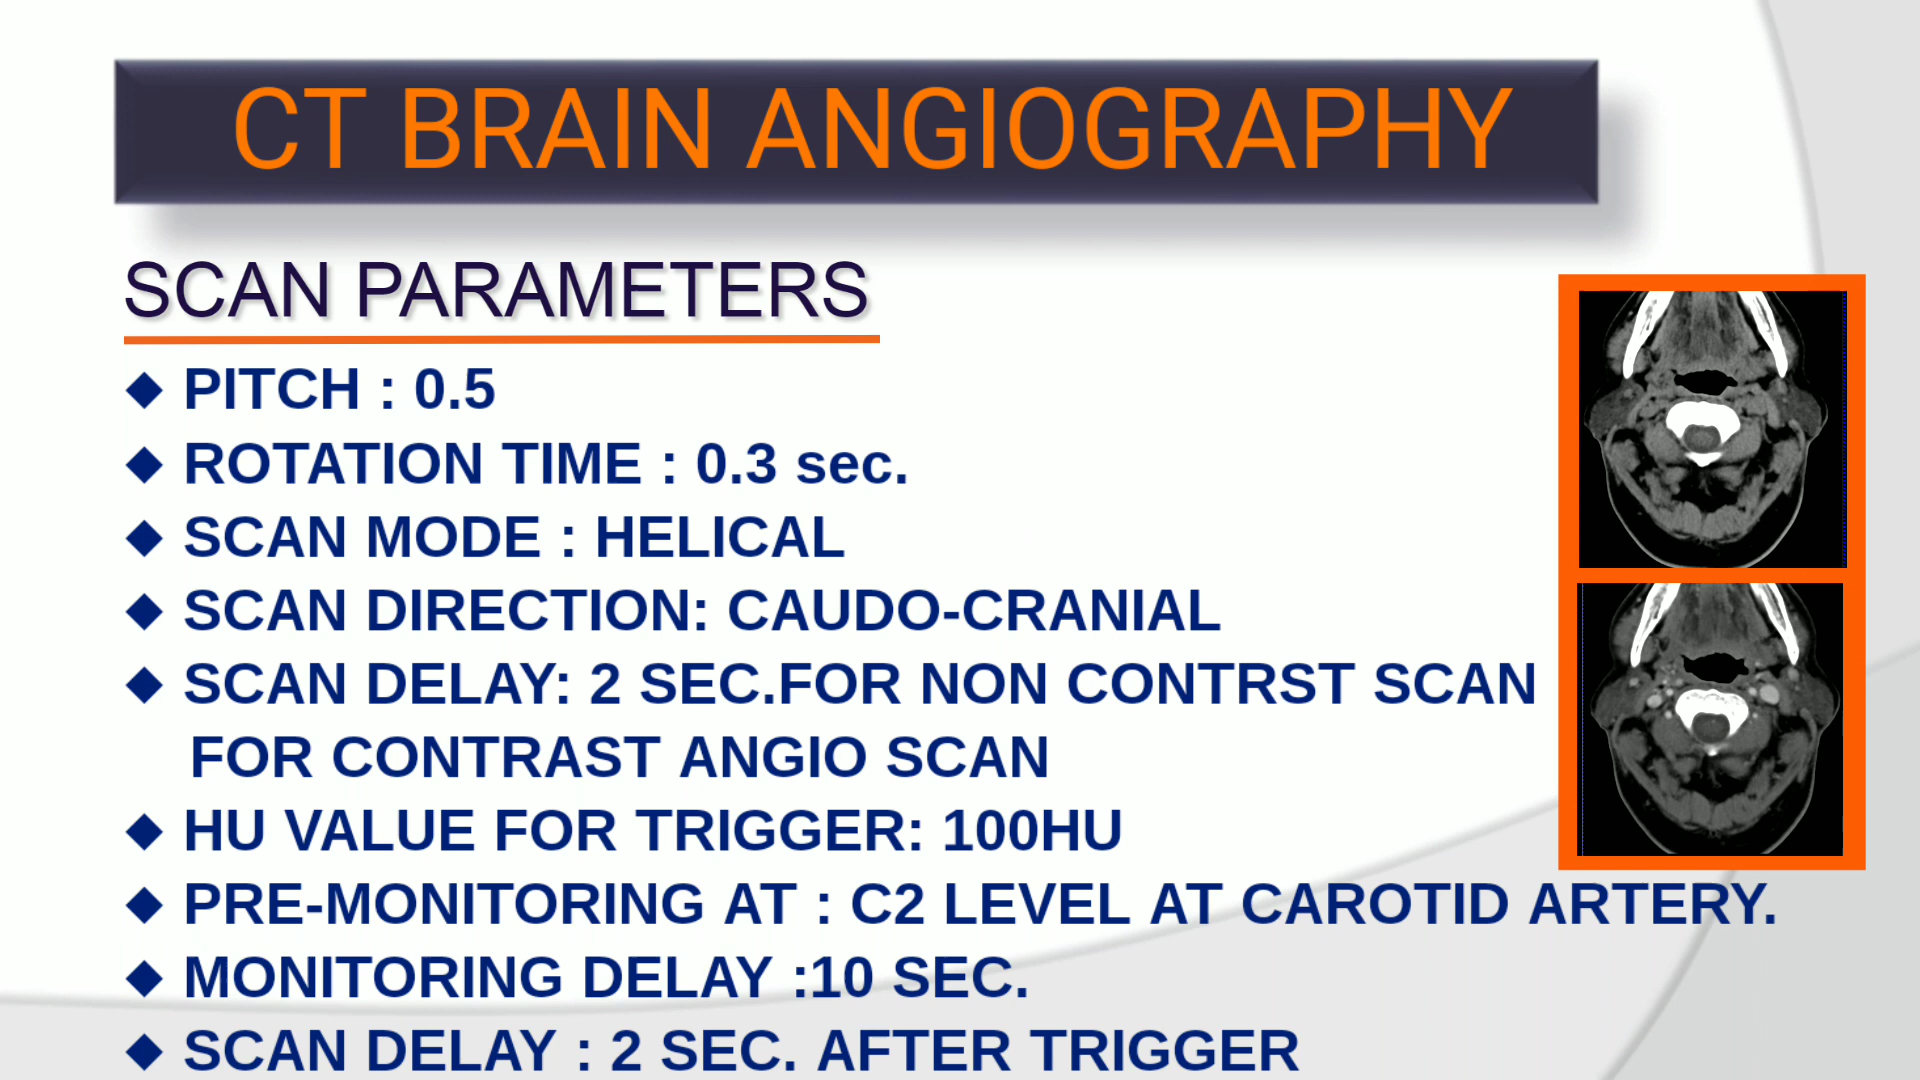 CT BRAIN ANGIOGRAPHY
SCAN PARAMETERS
◆ PITCH : 0.5
◆ ROTATION TIME : 0.3 sec.
◆ SCAN MODE : HELICAL
◆ SCAN DIRECTION: CAUDO-CRANIAL
◆ SCAN DELAY: 2 SEC.FOR NON CONTRST SCAN
FOR CONTRAST ANGIO SCAN
◆ HU VALUE FOR TRIGGER: 100HU
◆ PRE-MONITORING AT : C2 LEVEL AT CAROTID ARTERY.
◆ MONITORING DELAY :10 SEC.
◆ SCAN DELAY : 2 SEC. AFTER TRIGGER